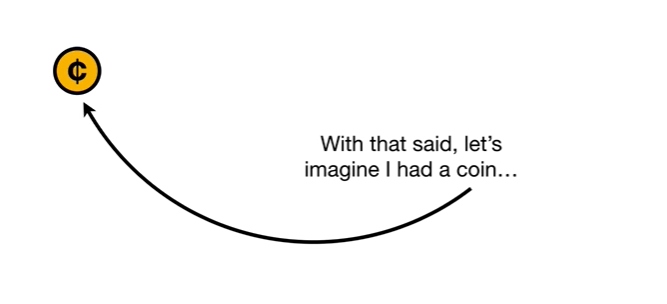 ¢
With that said, let’s
imagine I had a coin…